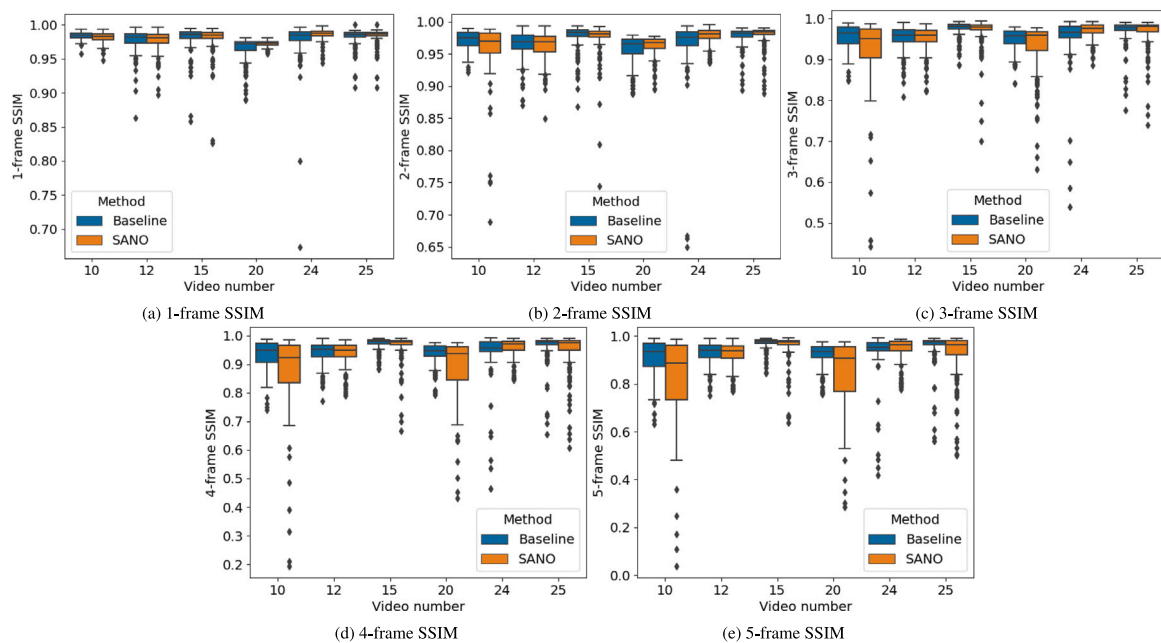 1.00
0.95
0.90
0.85
0.80
0.75
0.70
1-frame SSIM
Method
Baseline
SANO
10 12 15 20 24 25
Video number
(a) 1-frame SSIM
1.00
0.95
0.90
0.85
0.80
0.75
0.70
0.65
2-frame SSIM
Method
Baseline
SANO
10 12 15 20 24 25
Video number
(b) 2-frame SSIM
1.0
0.9
0.8
0.7
0.6
0.5
3-frame SSIM
Method
Baseline
SANO
10 12 15 20 24 25
Video number
(c) 3-frame SSIM
1.0
0.9
0.8
0.7
0.6
0.5
0.4
0.3
0.2
4-frame SSIM
Method
Baseline
SANO
10 12 15 20 24 25
Video number
(d) 4-frame SSIM
1.0
0.8
0.6
0.4
0.2
0.0
5-frame SSIM
Method
Baseline
SANO
10 12 15 20 24 25
Video number
(e) 5-frame SSIM